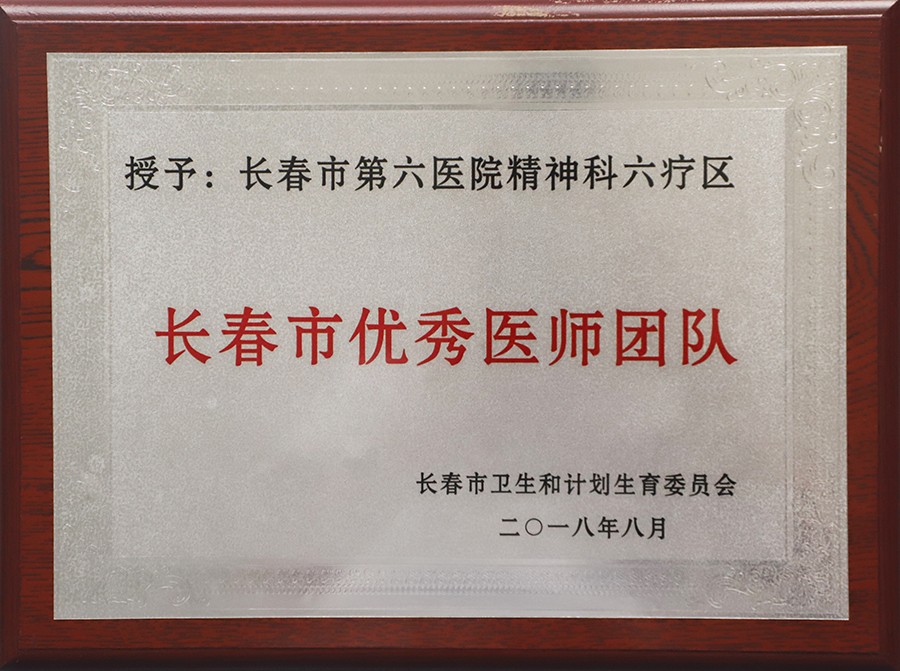 授予：长春市第六医院精神科六疗区
长春市优秀医师团队
长春市卫生和计划生育委员会
二〇一八年八月